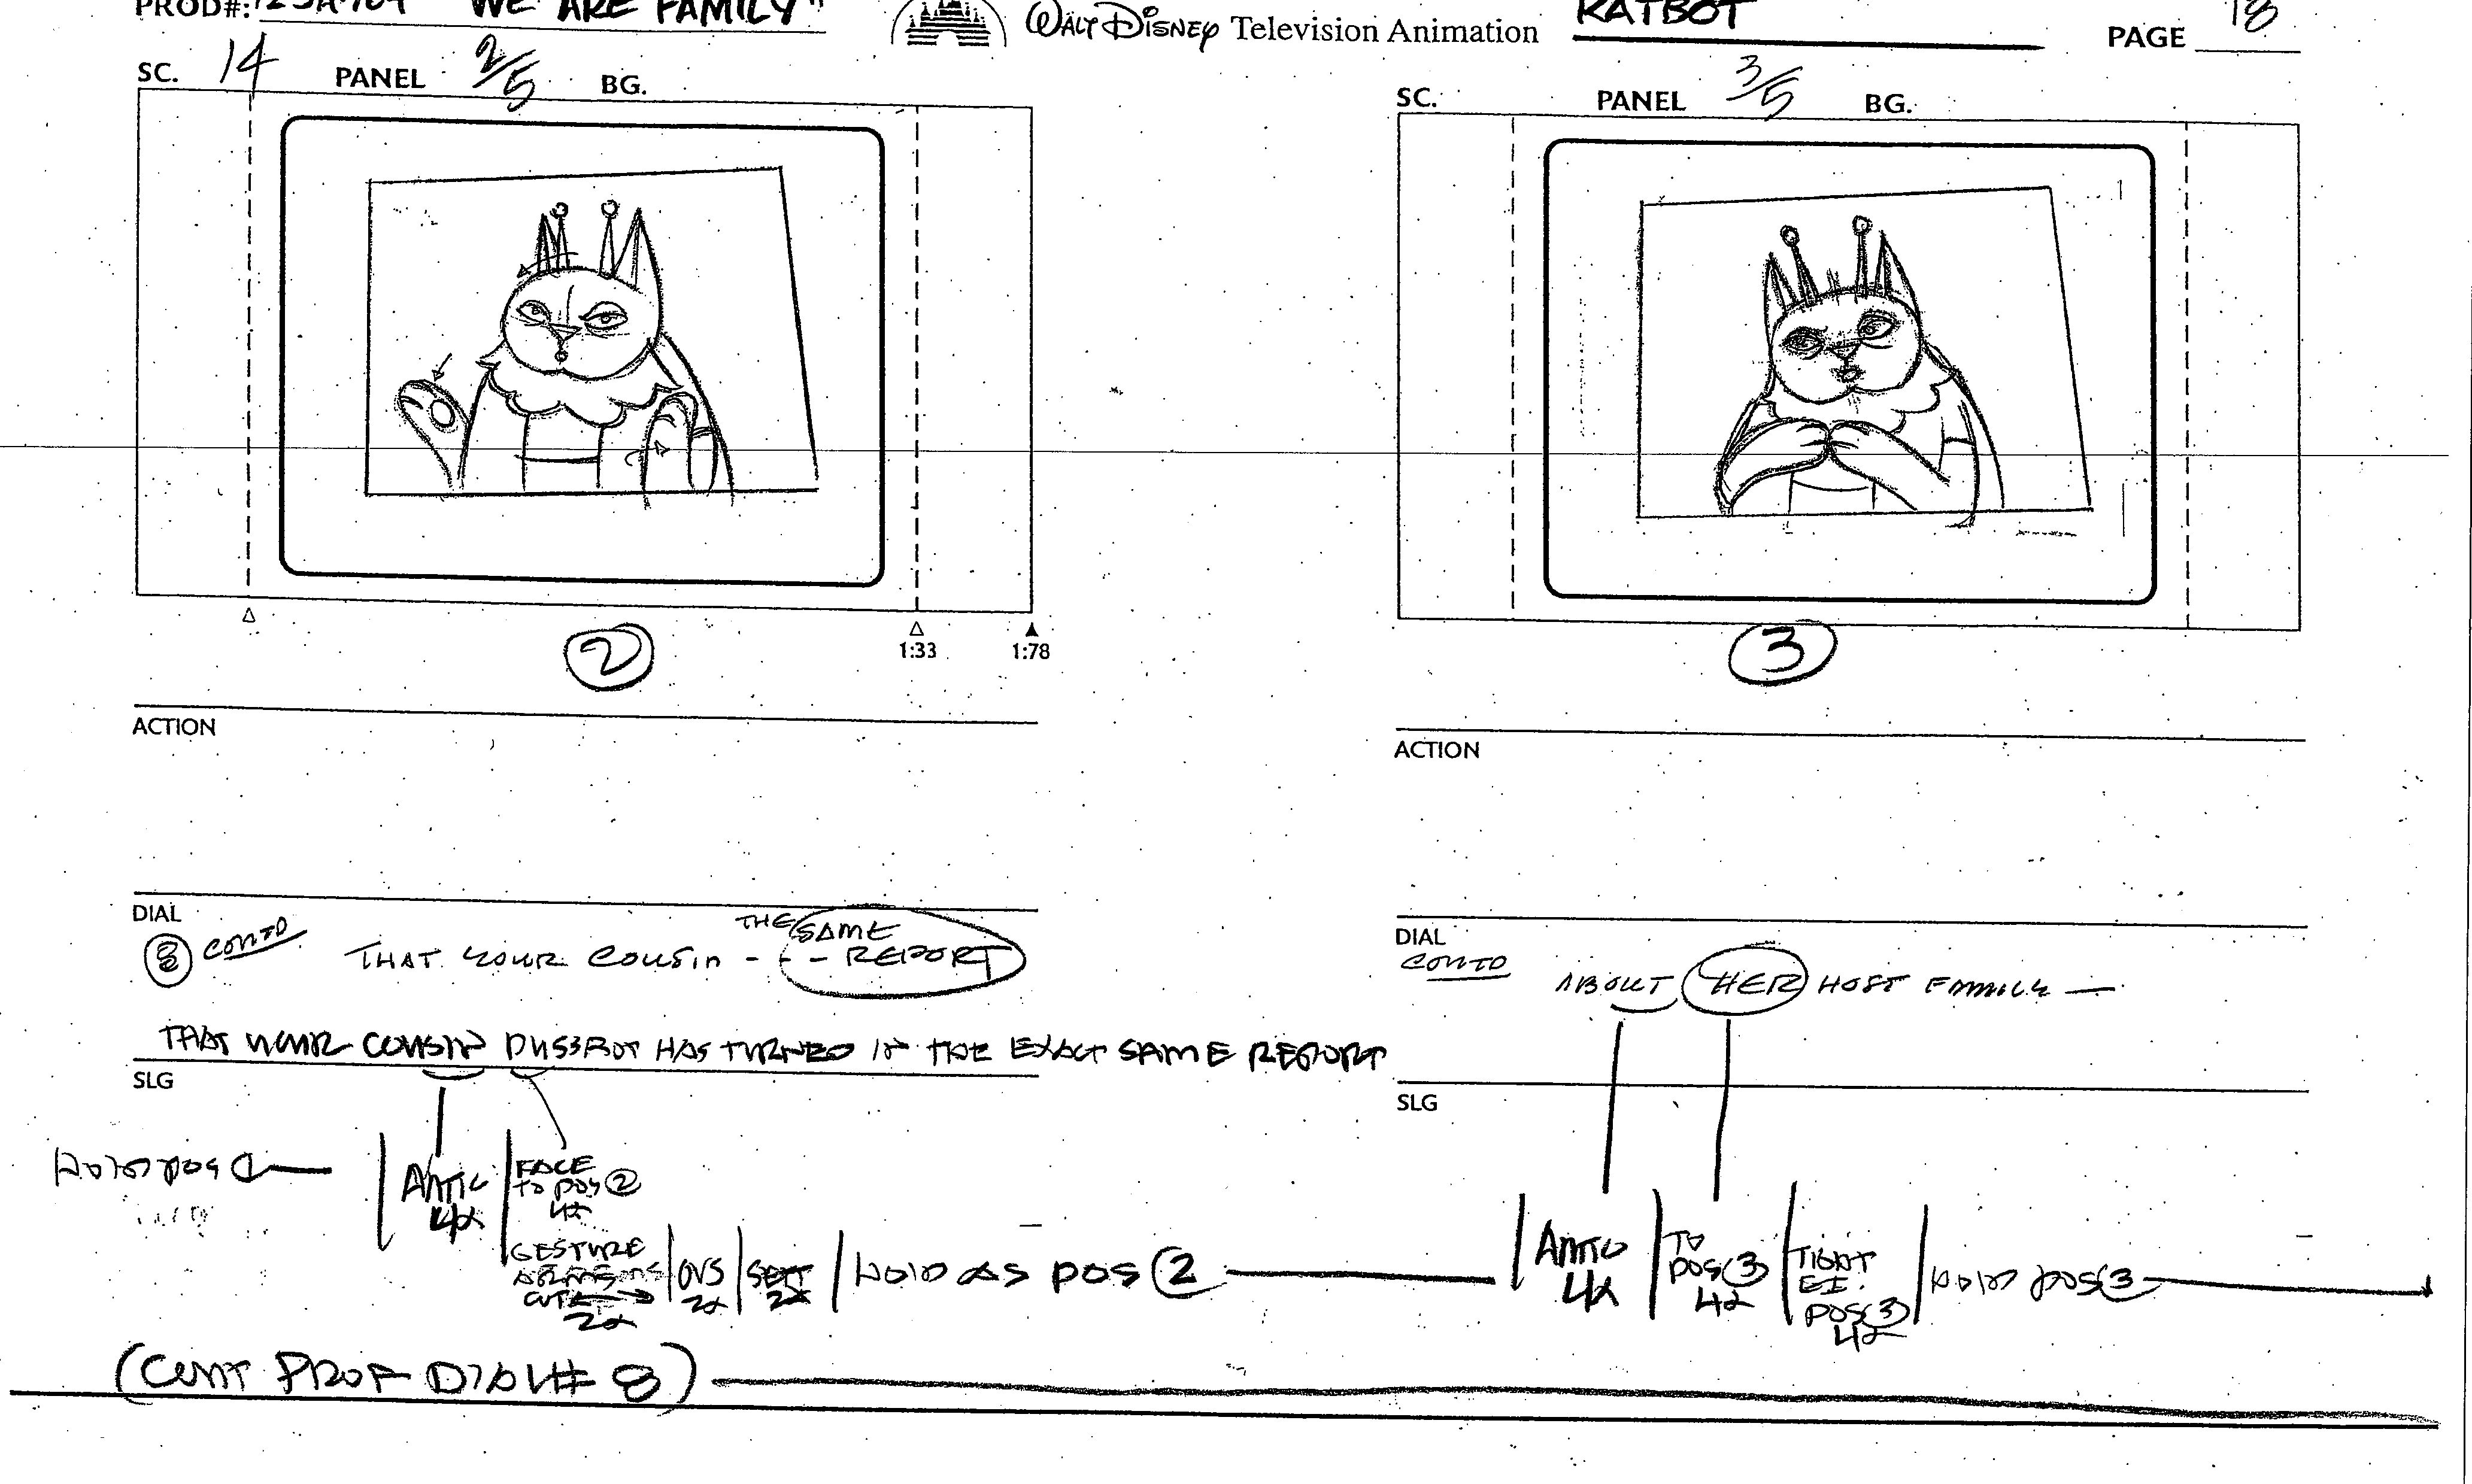 PROD#: "WE ARE FAMILY"
WALT DISNEY Television Animation
KATBOT
PAGE 18
SC. 14 PANEL 2/5 BG.
SC. PANEL 3/5 BG.
2
1:33
1:78
3
ACTION
ACTION
DIAL
8 CONT'D THAT YOUR COUSIN - - - THE SAME REPORT
THAT YOUR COUSIN HAS TURNED IN THE EXACT SAME REPORT
SLG
DIAL
CONT'D ABOUT HER HOST FAMILY —
SLG
HOLD POS 1
ANTIC 4X
FACE TO POS 2 4X
GESTURE ARMS OUT 2X
OVS 2X
SETT 2X
HOLD AS POS 2
ANTIC 4X
TO POS 3 4X
TIGHT POS 3 4X
HOLD POS 3
(CONT PROF DIAL# 8)